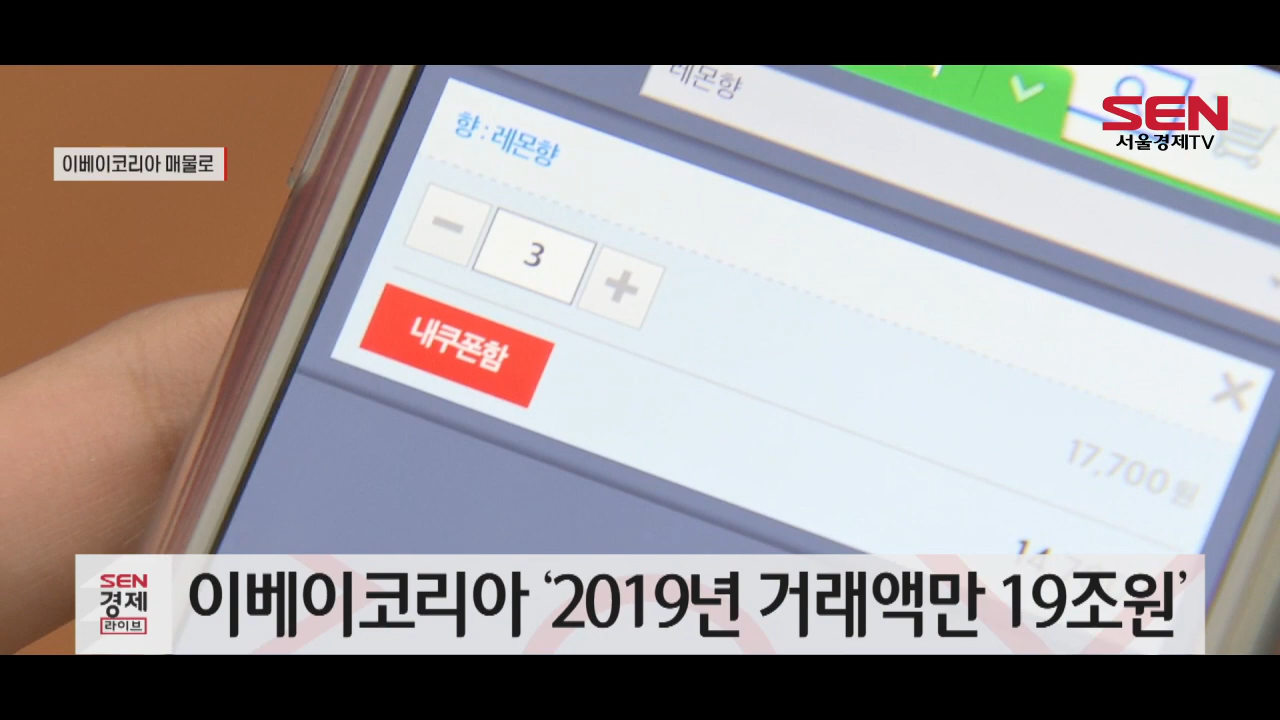 레몬향
SEN
서울경제TV
이베이코리아 매물로
향 : 레몬향
3
내쿠폰함
17,700 원
SEN
경제
라이브
이베이코리아 ‘2019년 거래액만 19조원’